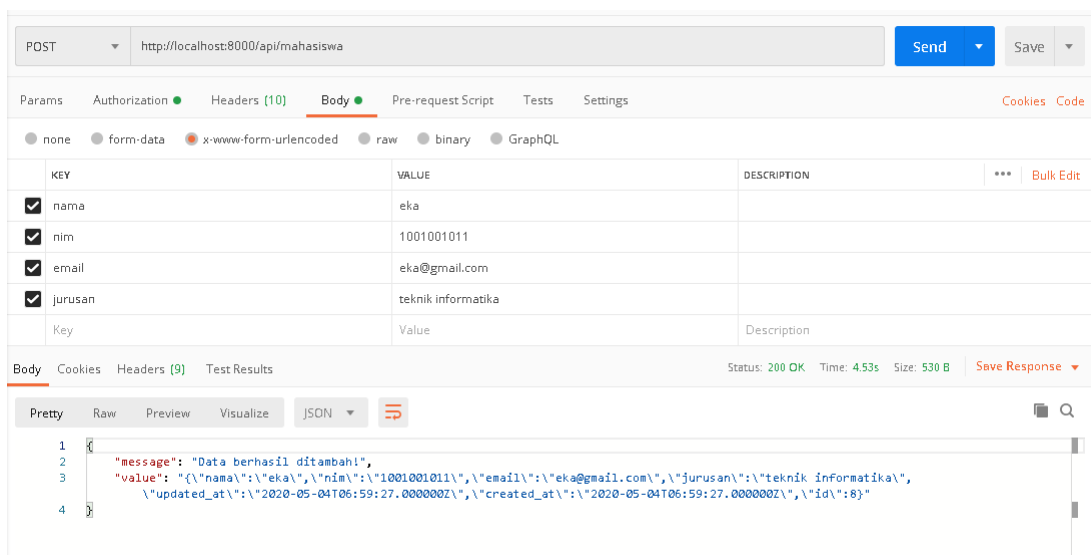 POST http://localhost:8000/api/mahasiswa Send Save
Params Authorization Headers (10) Body Pre-request Script Tests Settings Cookies Code
none form-data x-www-form-urlencoded raw binary GraphQL
KEY VALUE DESCRIPTION ••• Bulk Edit
nama eka
nim 1001001011
email eka@gmail.com
jurusan teknik informatika
Key Value Description
Body Cookies Headers (9) Test Results Status: 200 OK Time: 4.53s Size: 530 B Save Response
Pretty Raw Preview Visualize JSON
1 {
2 "message": "Data berhasil ditambah!",
3 "value": "{\"nama\":\"eka\",\"nim\":\"1001001011\",\"email\":\"eka@gmail.com\",\"jurusan\":\"teknik informatika\",
\"updated_at\":\"2020-05-04T06:59:27.000000Z\",\"created_at\":\"2020-05-04T06:59:27.000000Z\",\"id\":8}"
4 }